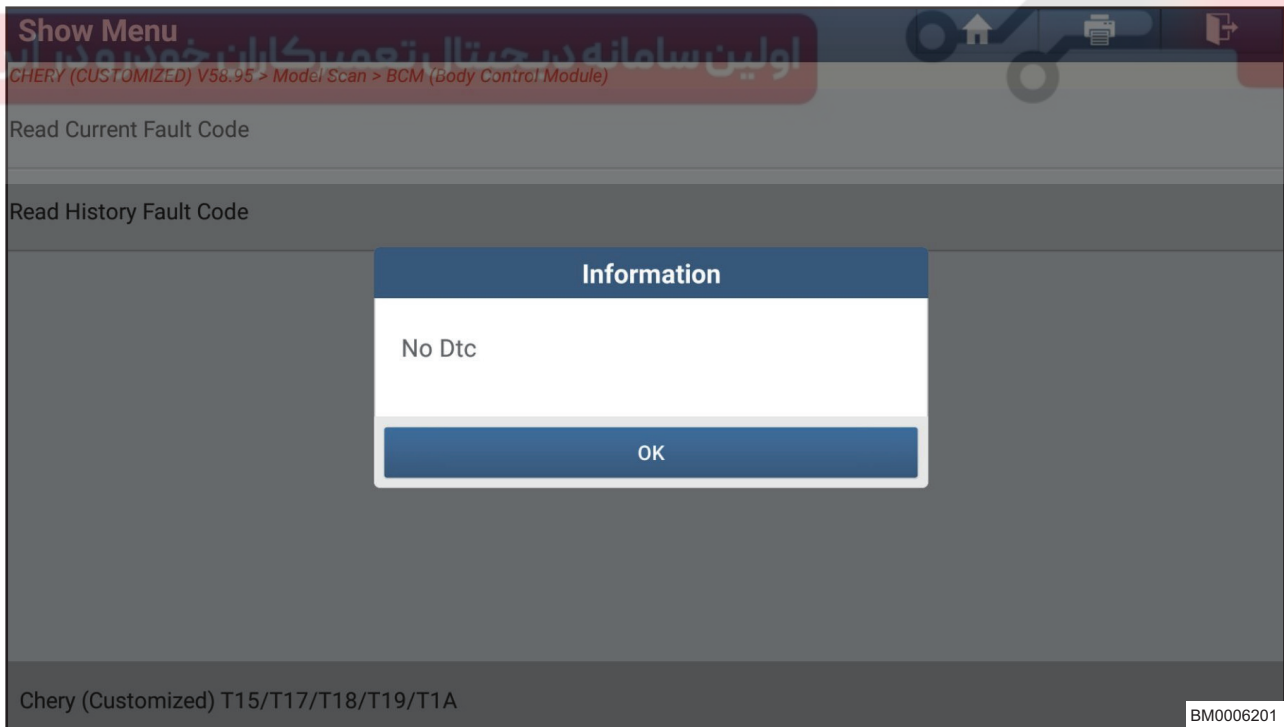 Show Menu
اولین سامانه دیجیتال تعمیرکاران خودرو در ایر
CHERY (CUSTOMIZED) V58.95 > Model Scan > BCM (Body Control Module)
Read Current Fault Code
Read History Fault Code
Information
No Dtc
OK
Chery (Customized) T15/T17/T18/T19/T1A
BM0006201